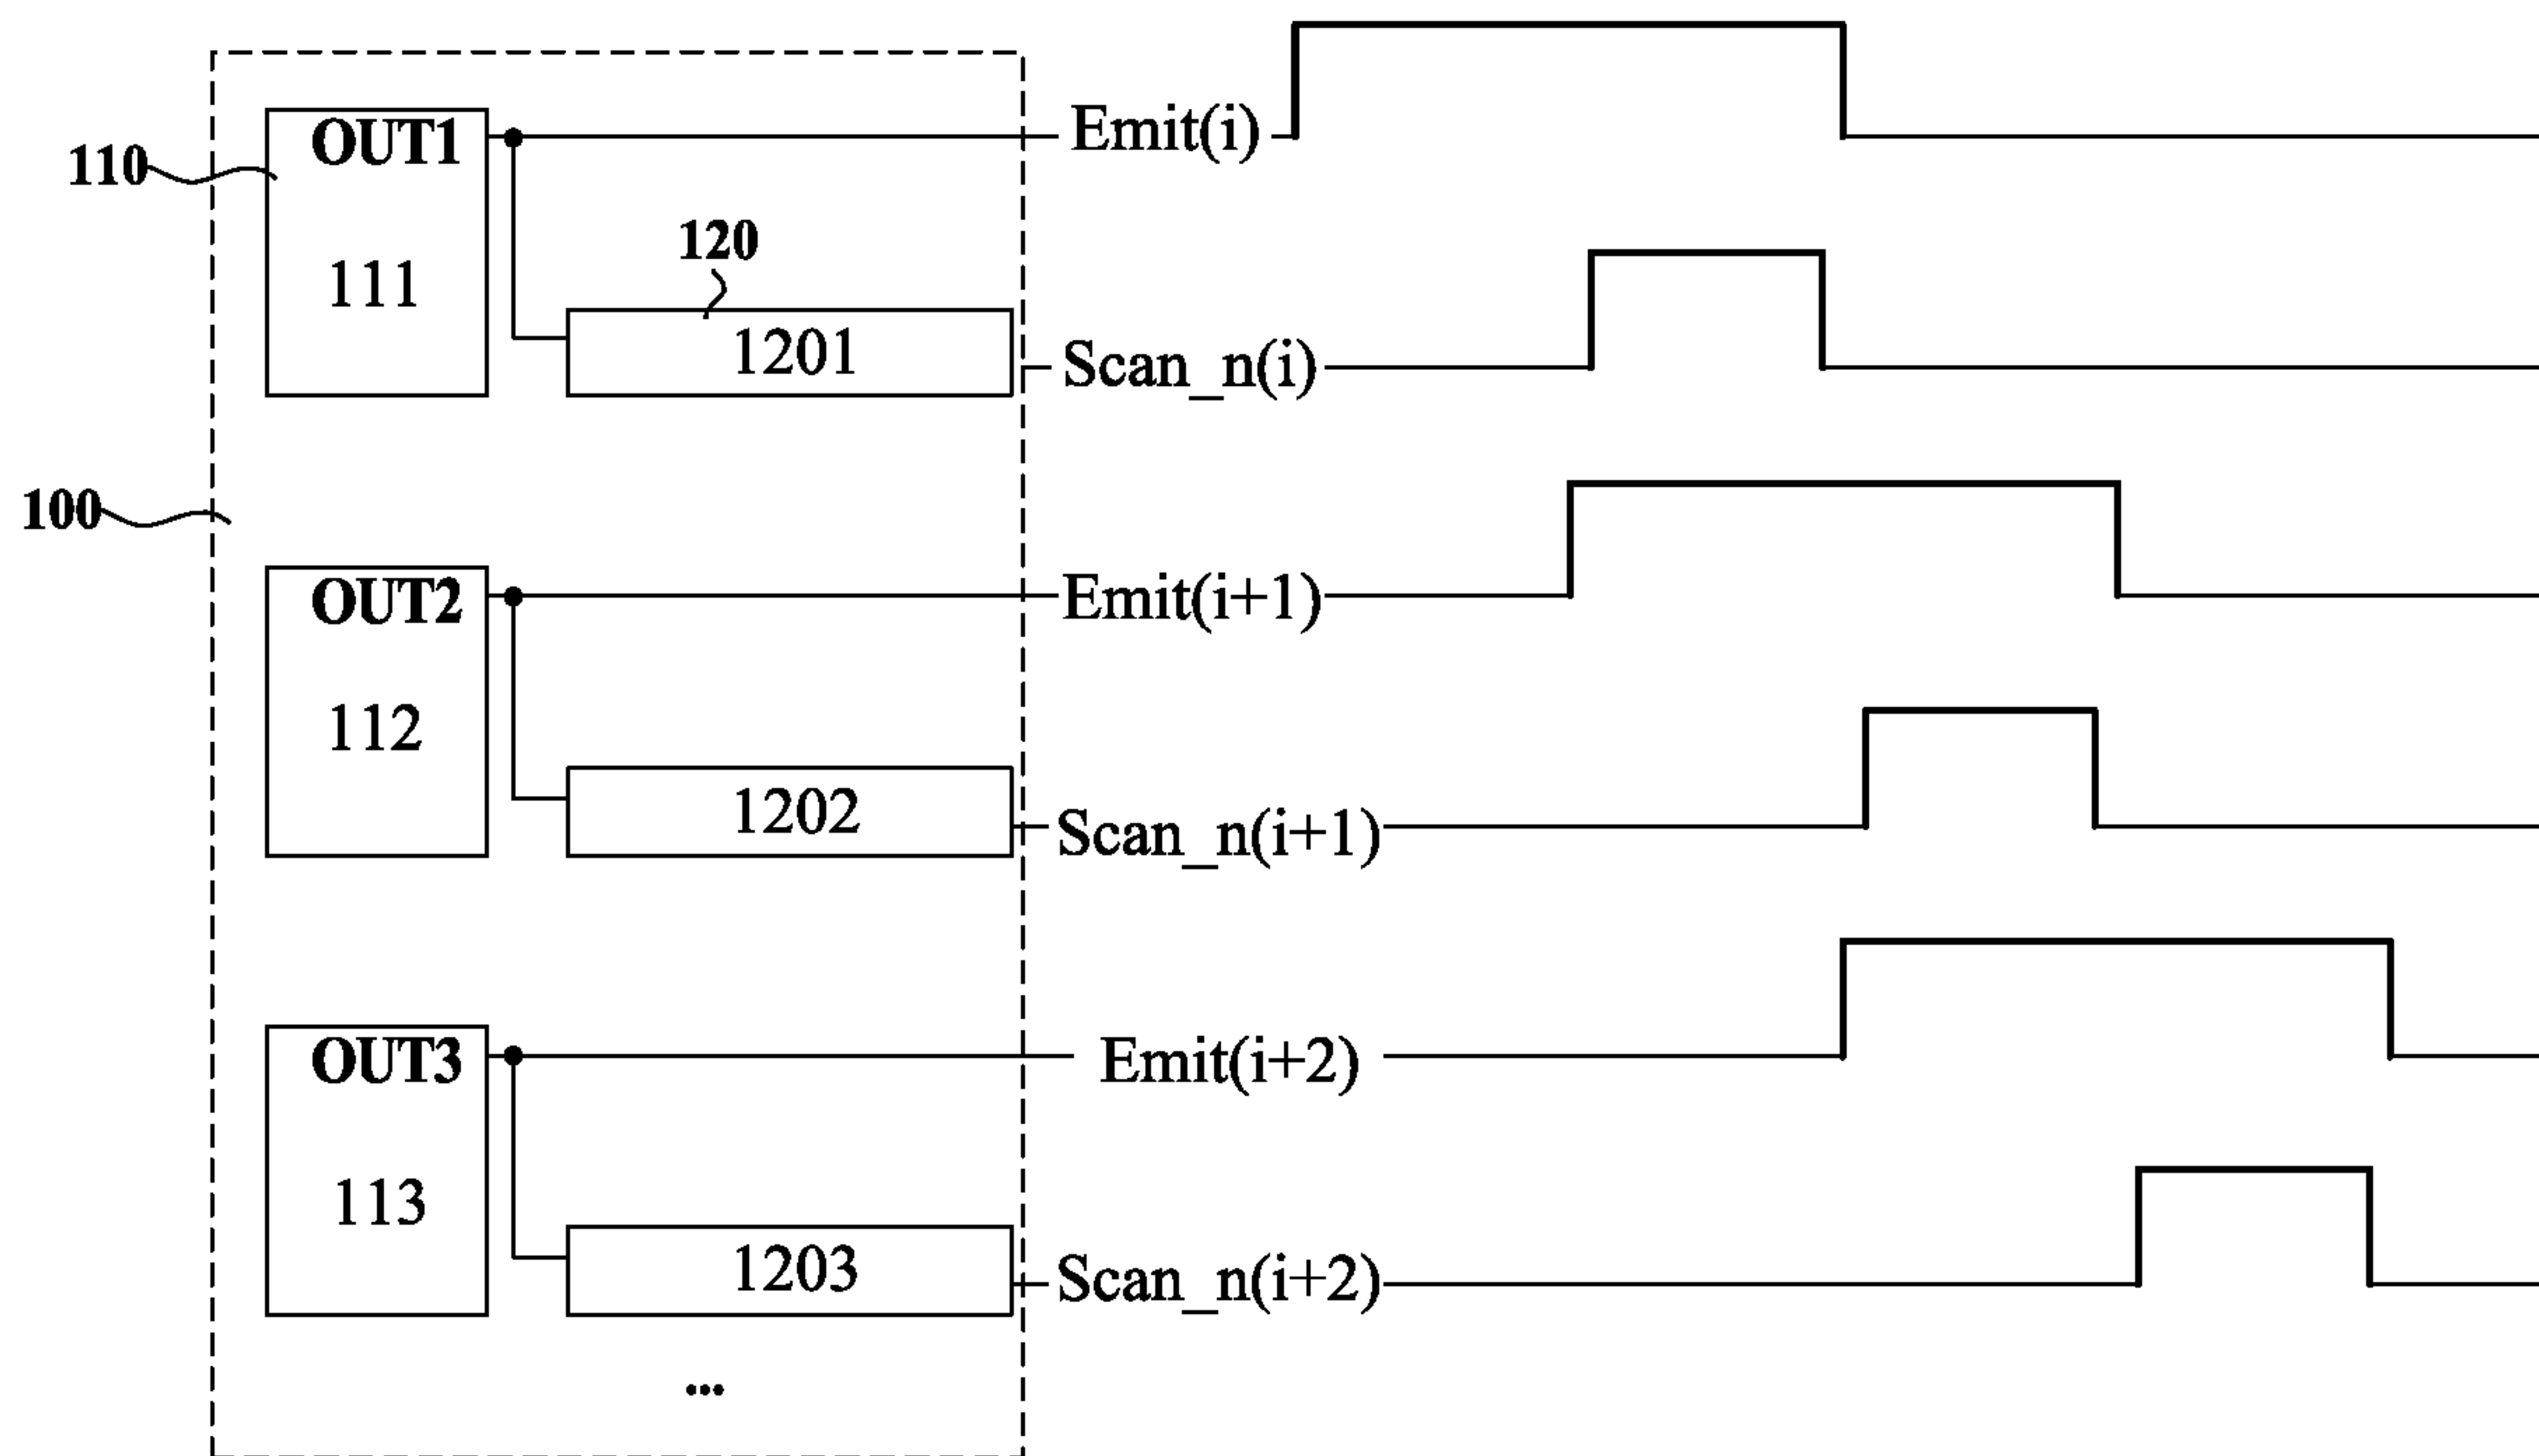 OUT1
Emit(i)
110
120
111
1201
Scan_n(i)
100
OUT2
Emit(i+1)
112
1202
Scan_n(i+1)
OUT3
Emit(i+2)
113
1203
Scan_n(i+2)
...